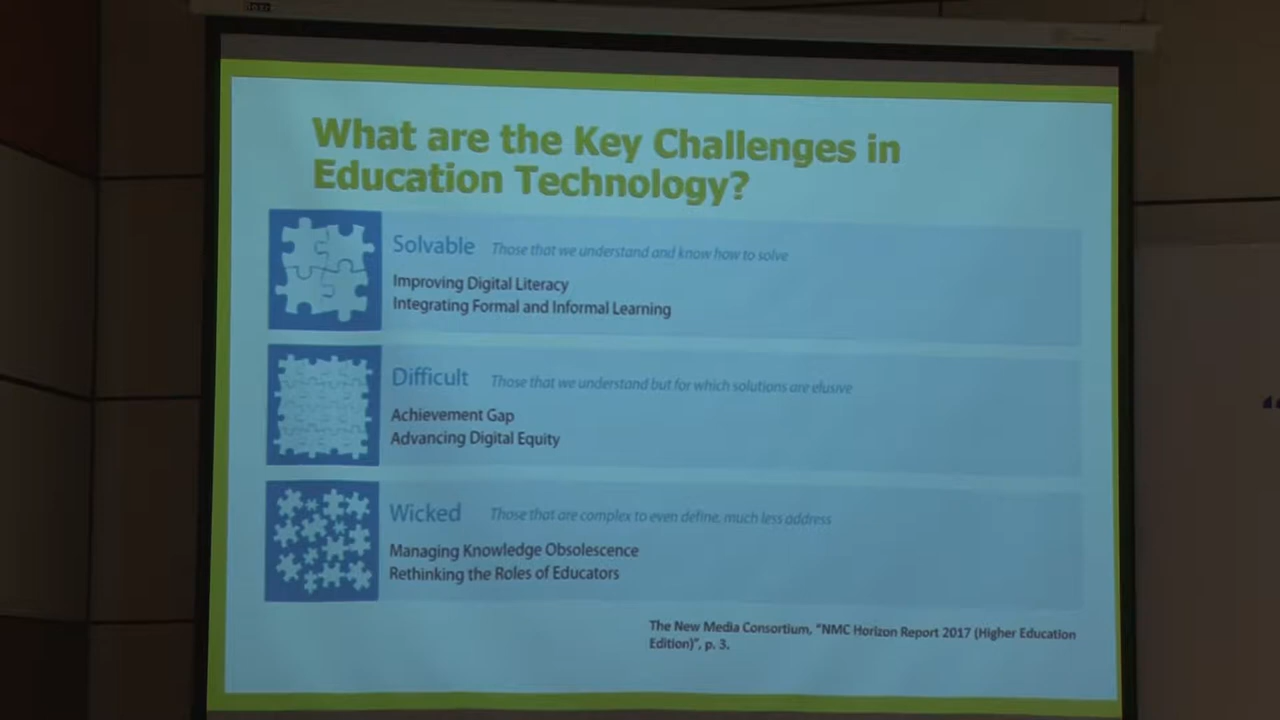 What are the Key Challenges in
Education Technology?
Solvable Those that we understand and know how to solve
Improving Digital Literacy
Integrating Formal and Informal Learning
Difficult Those that we understand but for which solutions are elusive
Achievement Gap
Advancing Digital Equity
Wicked Those that are complex to even define, much less address
Managing Knowledge Obsolescence
Rethinking the Roles of Educators
The New Media Consortium, "NMC Horizon Report 2017 (Higher Education
Edition)", p. 3.